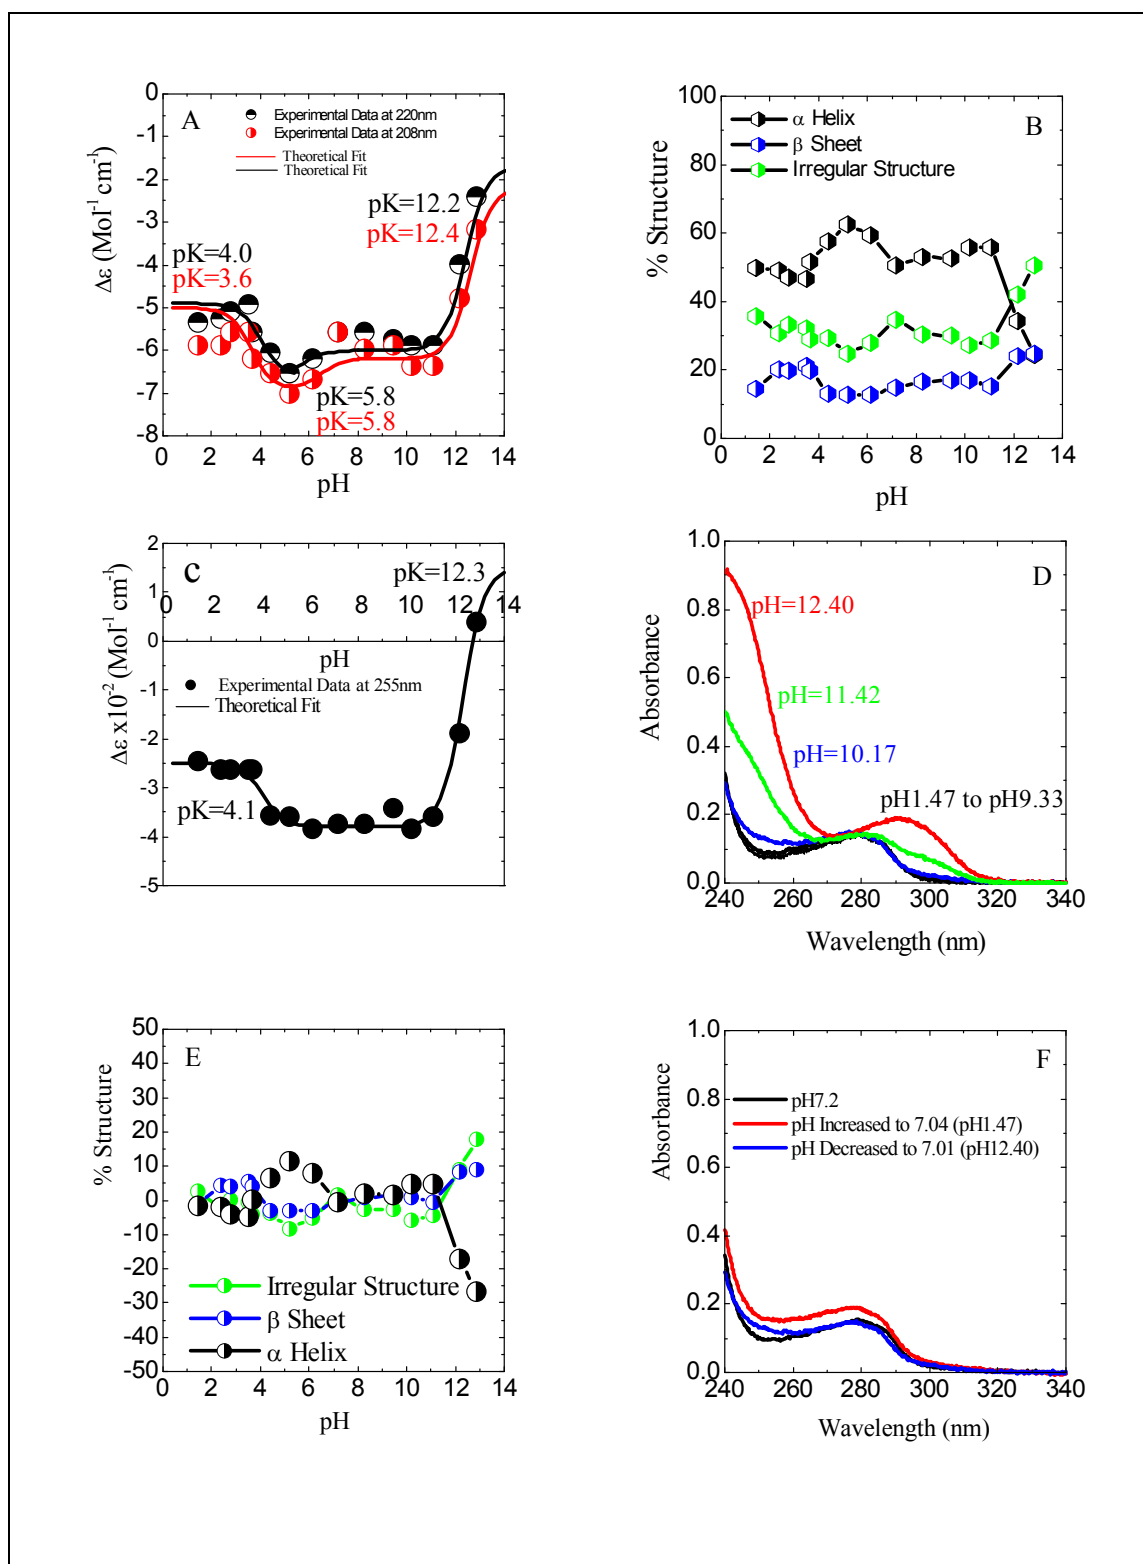 A
Experimental Data at 220nm
Experimental Data at 208nm
Theoretical Fit
Theoretical Fit
pK=12.2
pK=12.4
pK=4.0
pK=3.6
pK=5.8
pK=5.8
0
-1
-2
-3
-4
-5
-6
-7
-8
0 2 4 6 8 10 12 14
pH
Δε (Mol⁻¹ cm⁻¹)
B
α Helix
β Sheet
Irregular Structure
100
80
60
40
20
0
0 2 4 6 8 10 12 14
pH
% Structure
C
pK=12.3
2
1
0
-1
-2
-3
-4
-5
0 2 4 6 8 10 12 14
pH
Experimental Data at 255nm
Theoretical Fit
pK=4.1
Δε x10⁻² (Mol⁻¹ cm⁻¹)
D
pH=12.40
pH=11.42
pH=10.17
pH1.47 to pH9.33
1.0
0.8
0.6
0.4
0.2
0.0
240 260 280 300 320 340
Wavelength (nm)
Absorbance
E
50
40
30
20
10
0
-10
-20
-30
-40
-50
Irregular Structure
β Sheet
α Helix
0 2 4 6 8 10 12 14
pH
% Structure
F
pH7.2
pH Increased to 7.04 (pH1.47)
pH Decreased to 7.01 (pH12.40)
1.0
0.8
0.6
0.4
0.2
0.0
240 260 280 300 320 340
Wavelength (nm)
Absorbance